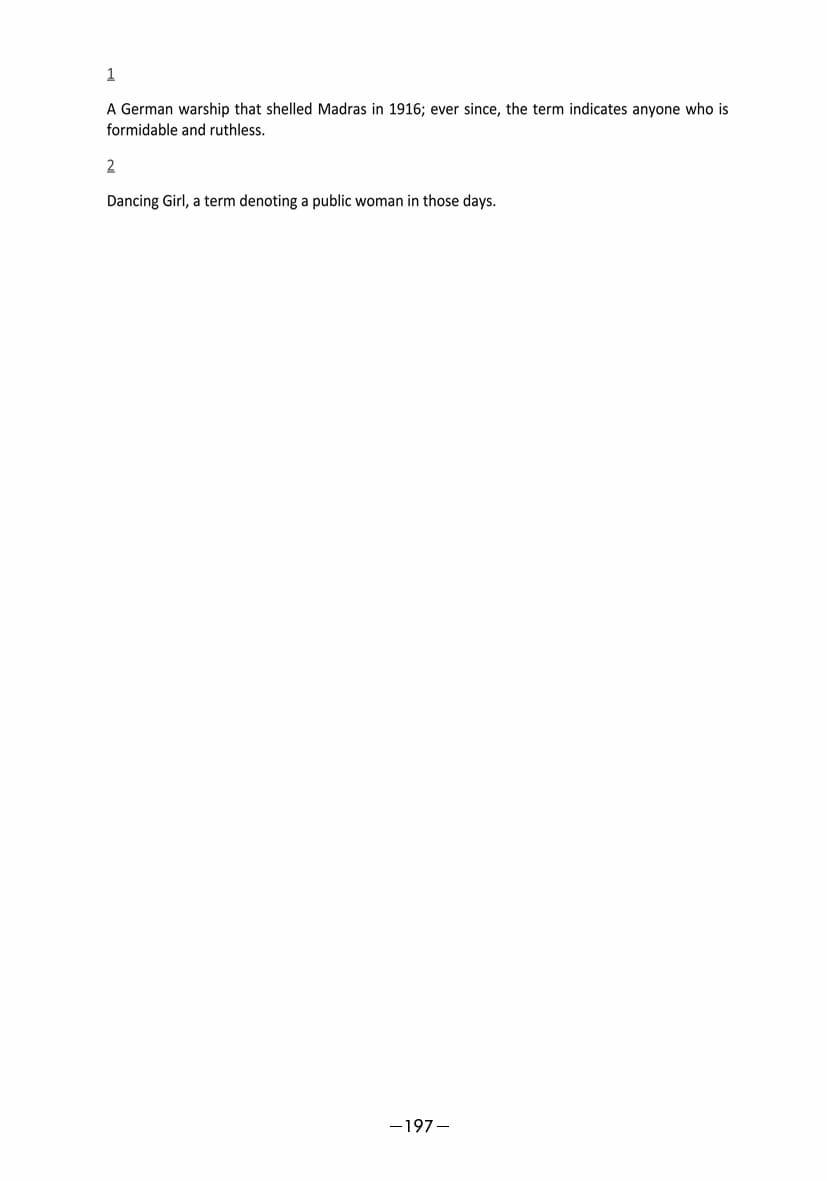 1
A German warship that shelled Madras in 1916; ever since, the term indicates anyone who is
formidable and ruthless.
2
Dancing Girl, a term denoting a public woman in those days.
—197—